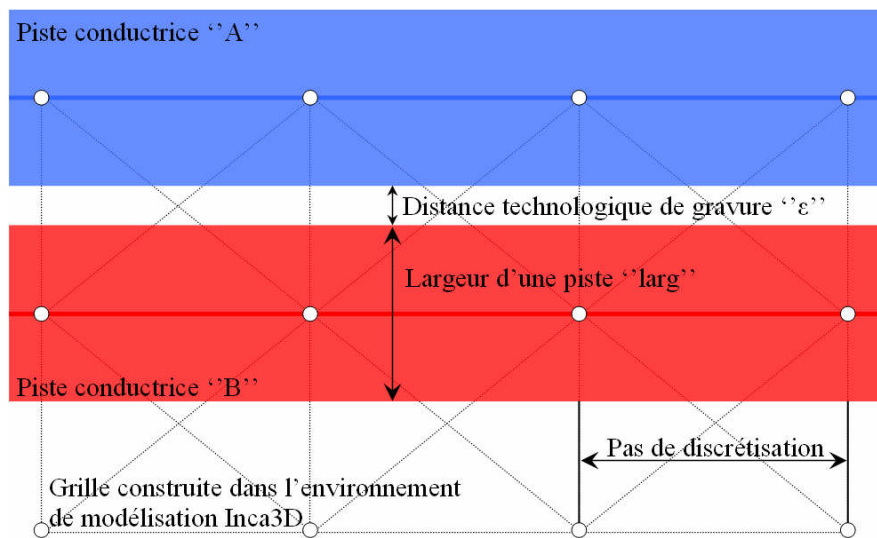 Piste conductrice ‘’A’’
Distance technologique de gravure ‘’ε’’
Largeur d’une piste ‘’larg’’
Piste conductrice ‘’B’’
Pas de discrétisation
Grille construite dans l’environnement
de modélisation Inca3D